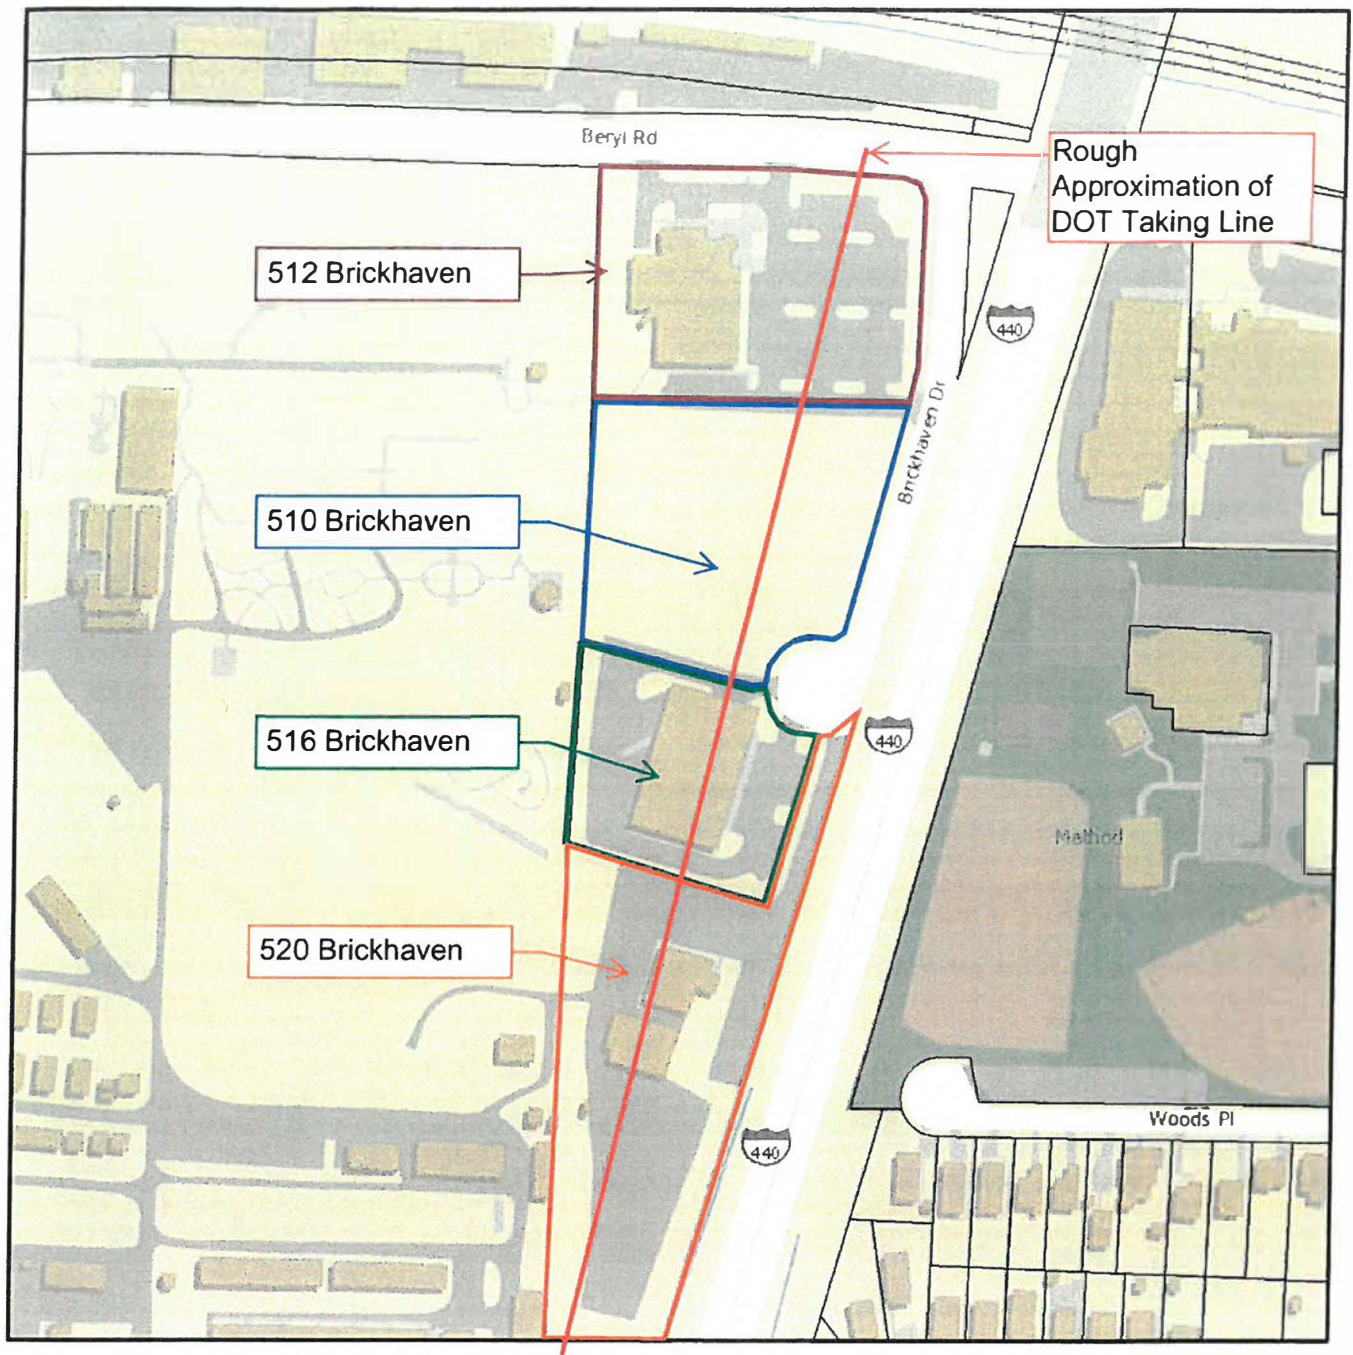 Beryl Rd
Rough
Approximation of
DOT Taking Line
512 Brickhaven
440
Brickhaven Dr
510 Brickhaven
516 Brickhaven
440
Method
520 Brickhaven
Woods Pl
440